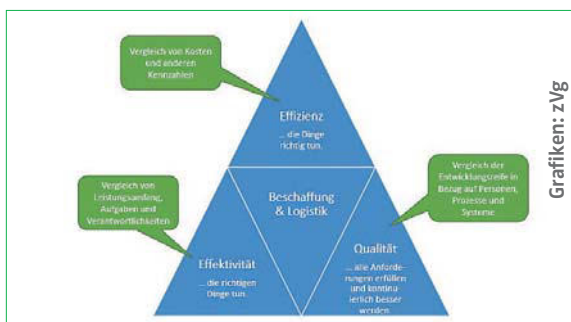 Vergleich von Kosten
und anderen
Kennzahlen
Effizienz
... die Dinge
richtig tun.
Vergleich von
Leistungsumfang,
Aufgaben und
Verantwortlichkeiten
Beschaffung
& Logistik
Vergleich der
Entwicklungsreife in
Bezug auf Personen,
Prozesse und
Systeme
Effektivität
... die richtigen
Dinge tun.
Qualität
... alle Anforde-
rungen erfüllen
und kontinu-
ierlich besser
werden.
Grafiken: zVg